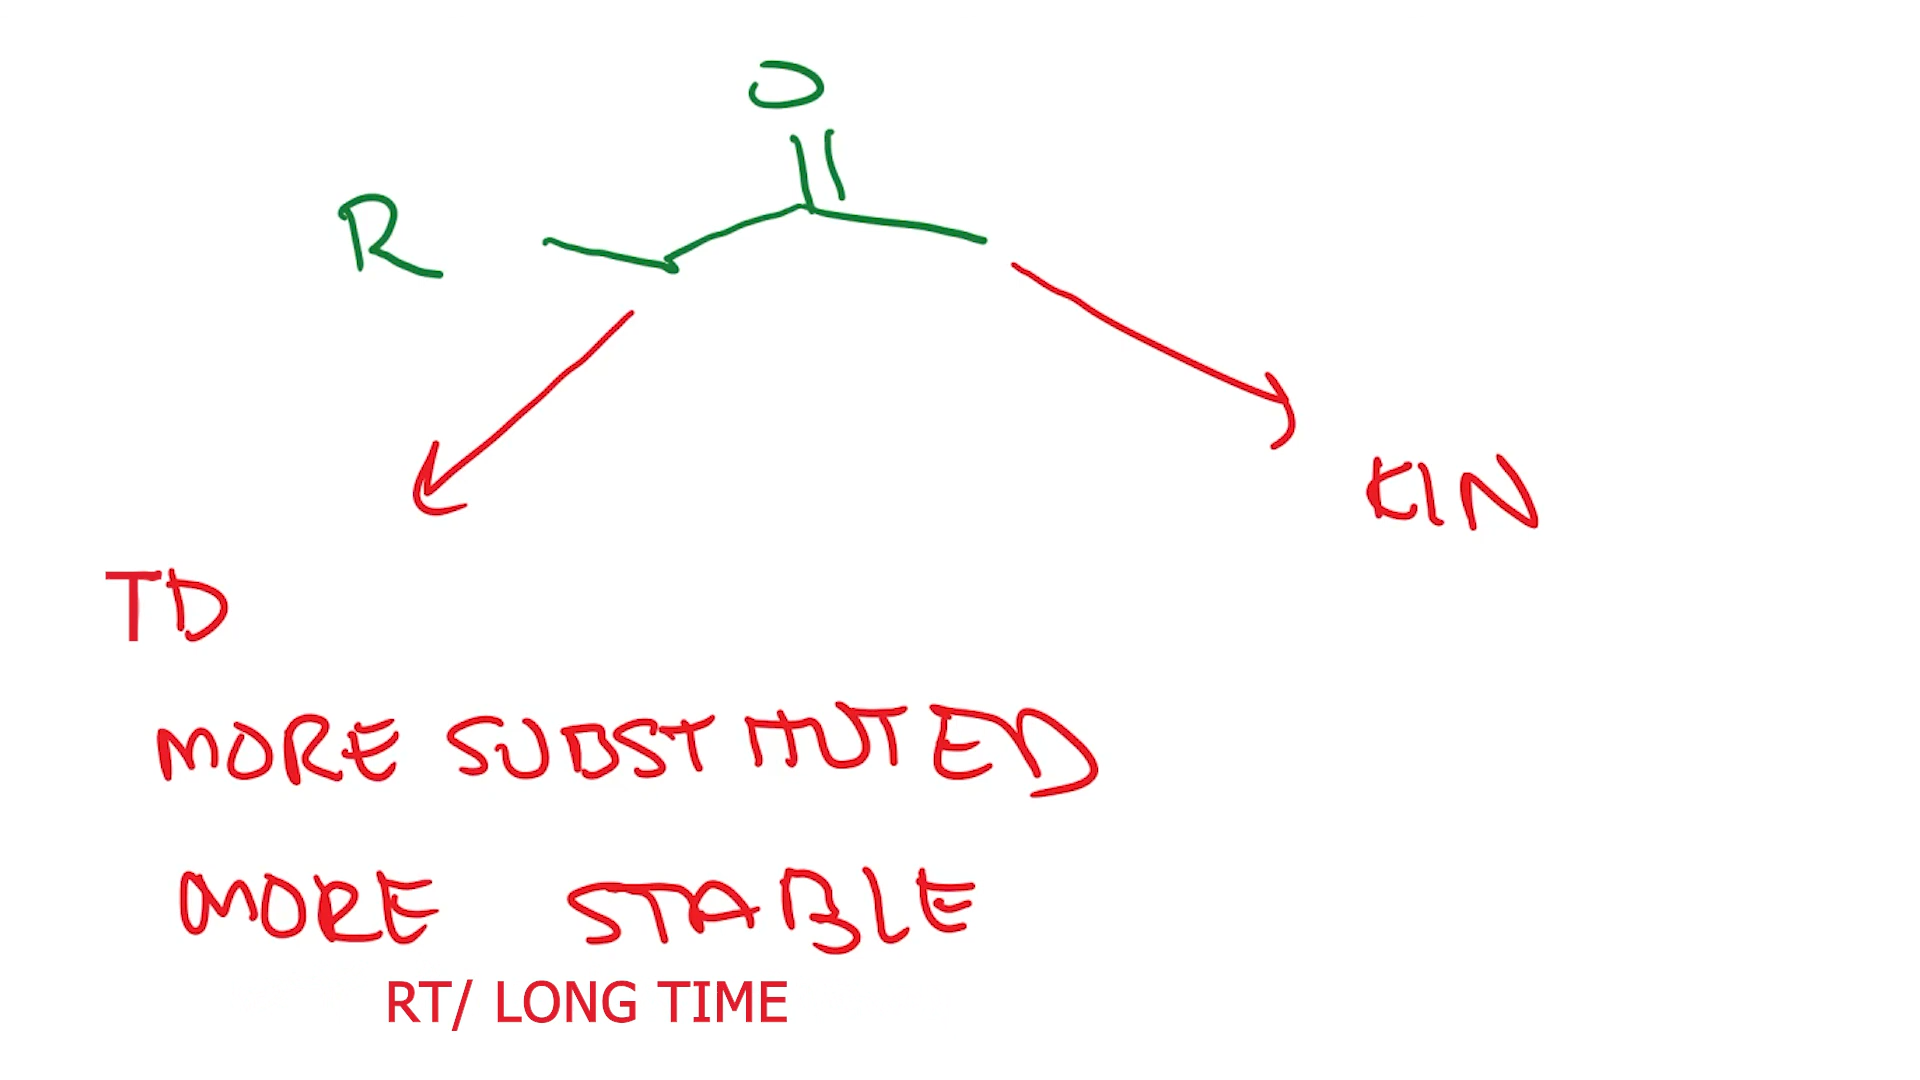 O
R
KIN
TD
MORE SUBSTITUTED
MORE STABLE
RT/ LONG TIME